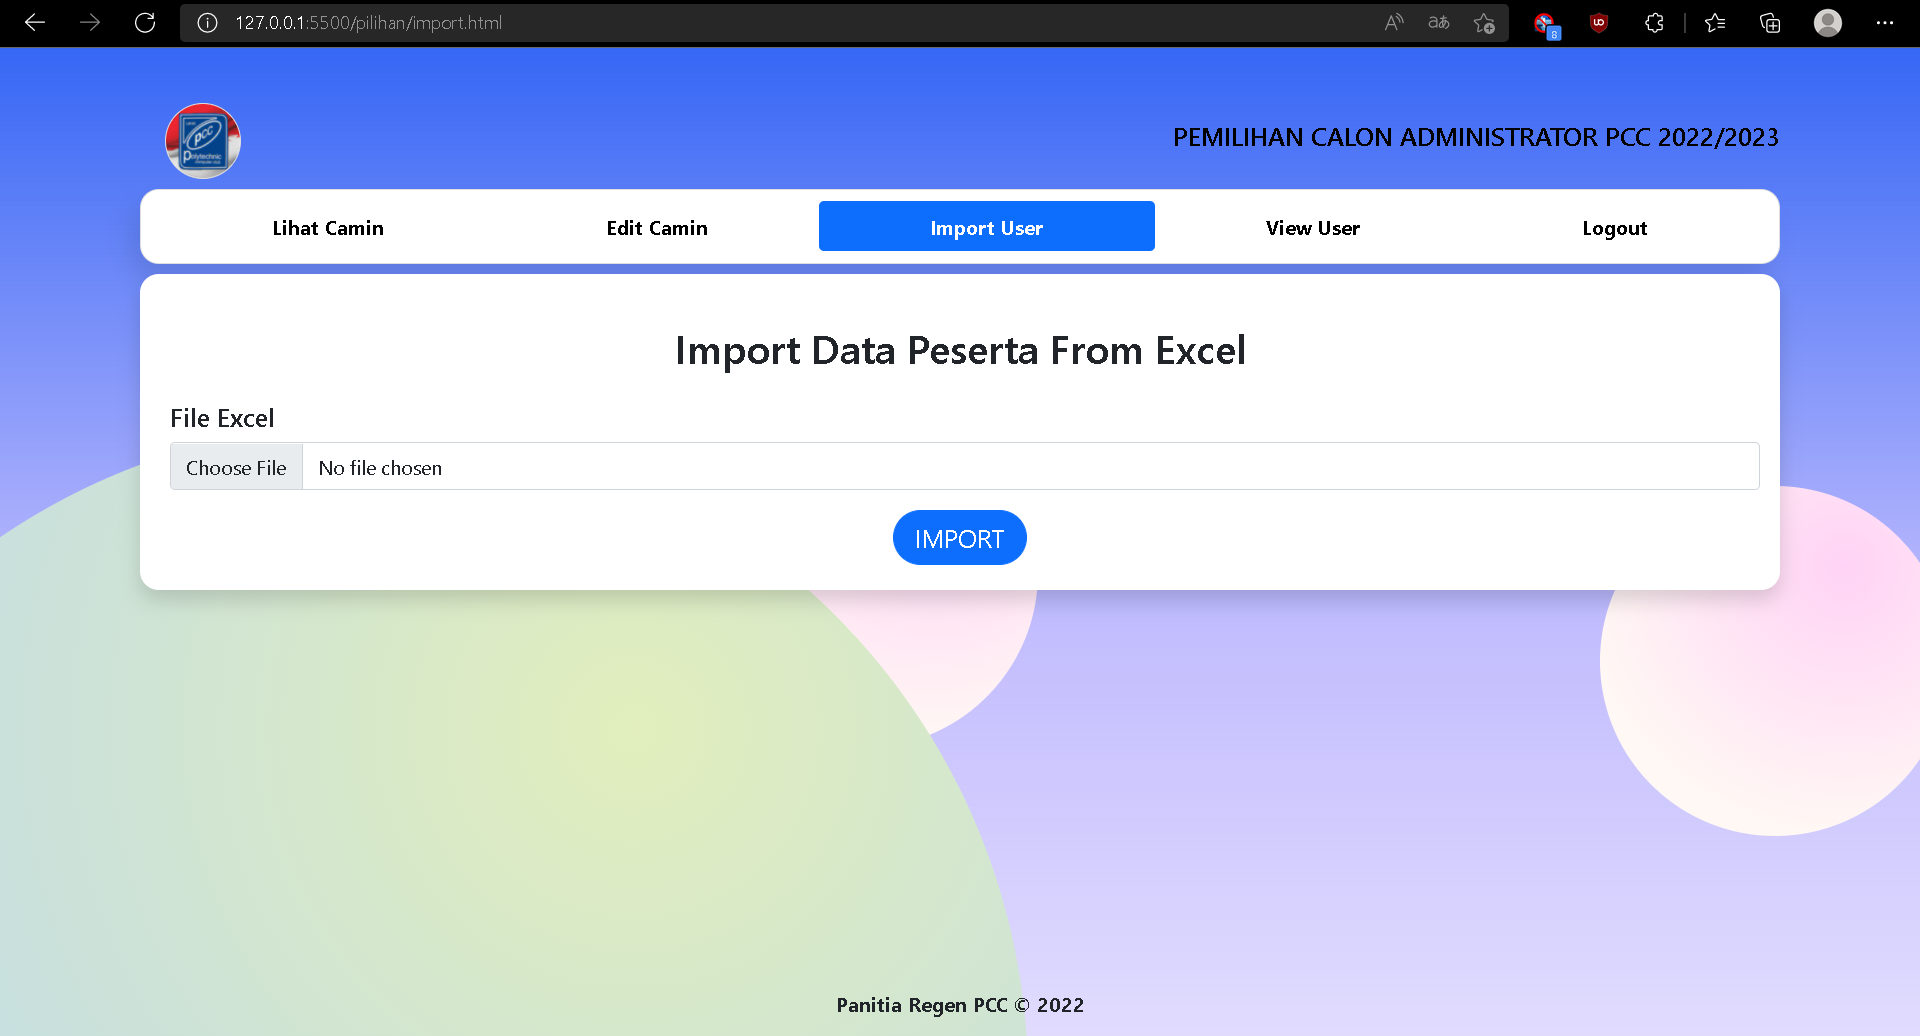 127.0.0.1:5500/pilihan/import.html
8
PCC
Polytechnic
PEMILIHAN CALON ADMINISTRATOR PCC 2022/2023
Lihat Camin
Edit Camin
Import User
View User
Logout
Import Data Peserta From Excel
File Excel
Choose File
No file chosen
IMPORT
Panitia Regen PCC © 2022